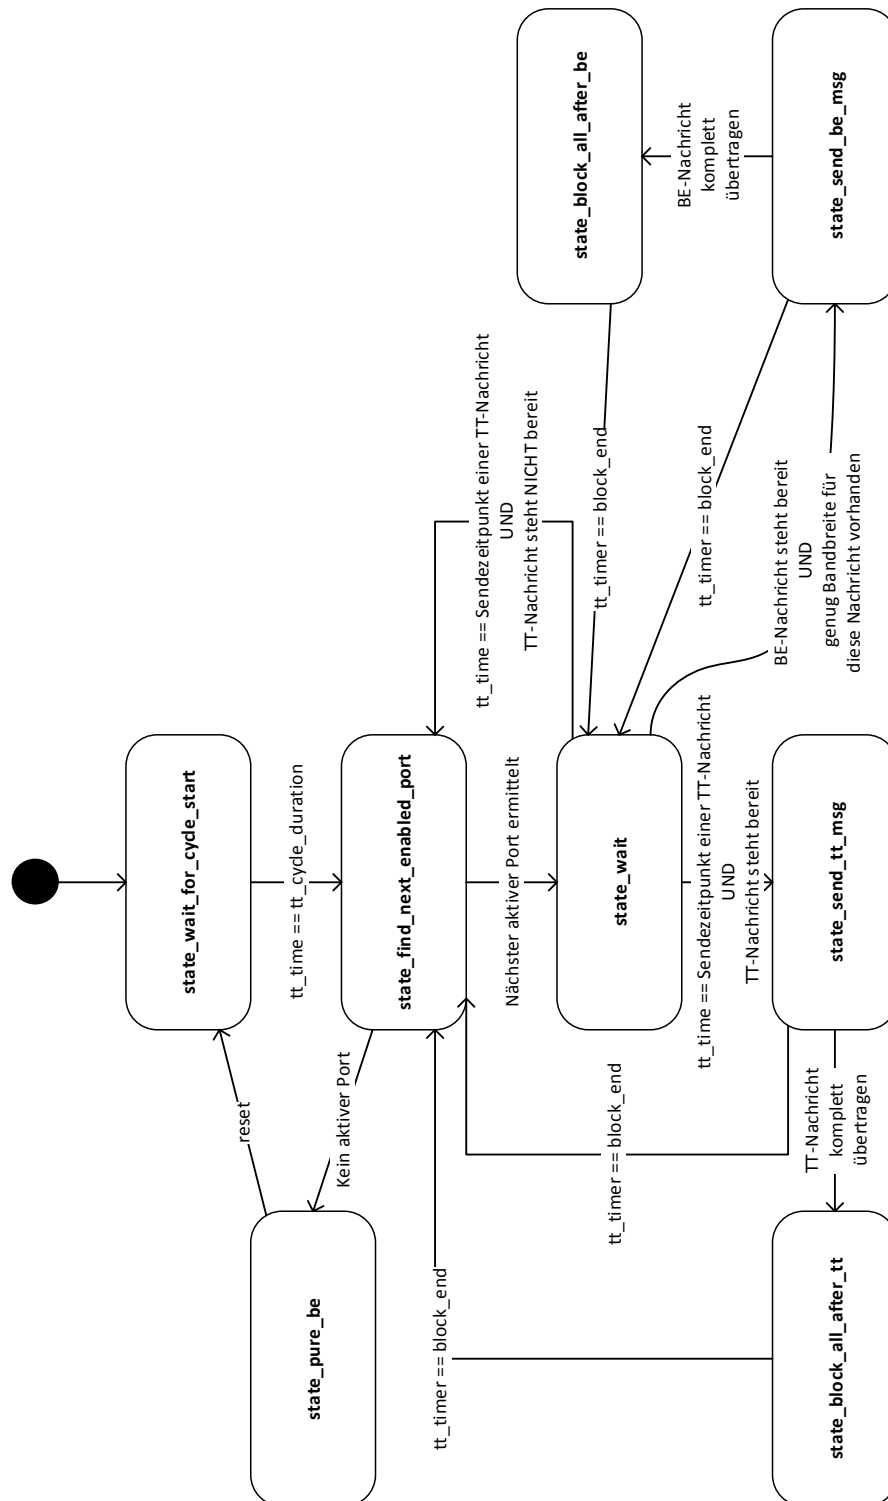 state_wait_for_cycle_start
reset
tt_time == tt_cycle_duration
state_pure_be
Kein aktiver Port
state_find_next_enabled_port
tt_timer == block_end
tt_time == Sendezeitpunkt einer TT-Nachricht
UND
TT-Nachricht steht NICHT bereit
Nächster aktiver Port ermittelt
state_block_all_after_be
tt_timer == block_end
tt_timer == block_end
state_wait
BE-Nachricht
komplett
übertragen
tt_timer == block_end
tt_time == Sendezeitpunkt einer TT-Nachricht
UND
TT-Nachricht steht bereit
BE-Nachricht steht bereit
UND
genug Bandbreite für
diese Nachricht vorhanden
state_block_all_after_tt
TT-Nachricht
komplett
übertragen
state_send_tt_msg
state_send_be_msg